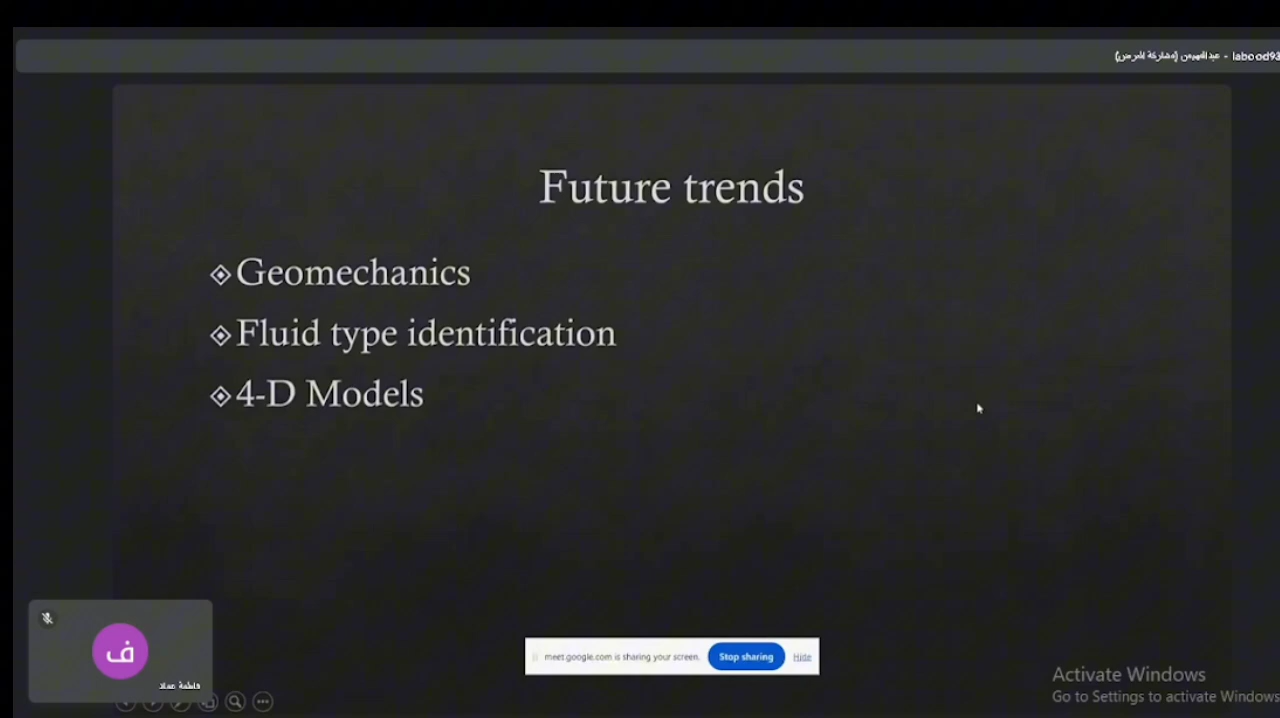 labood93 - عبدالمهيمن (مشاركة العرض)
Future trends
Geomechanics
Fluid type identification
4-D Models
ف
فاطمة عماد
meet.google.com is sharing your screen.
Stop sharing
Hide
Activate Windows
Go to Settings to activate Windows